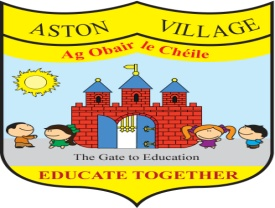 ASTON VILLAGE
Ag Obair le Chéile
The Gate to Education
EDUCATE TOGETHER